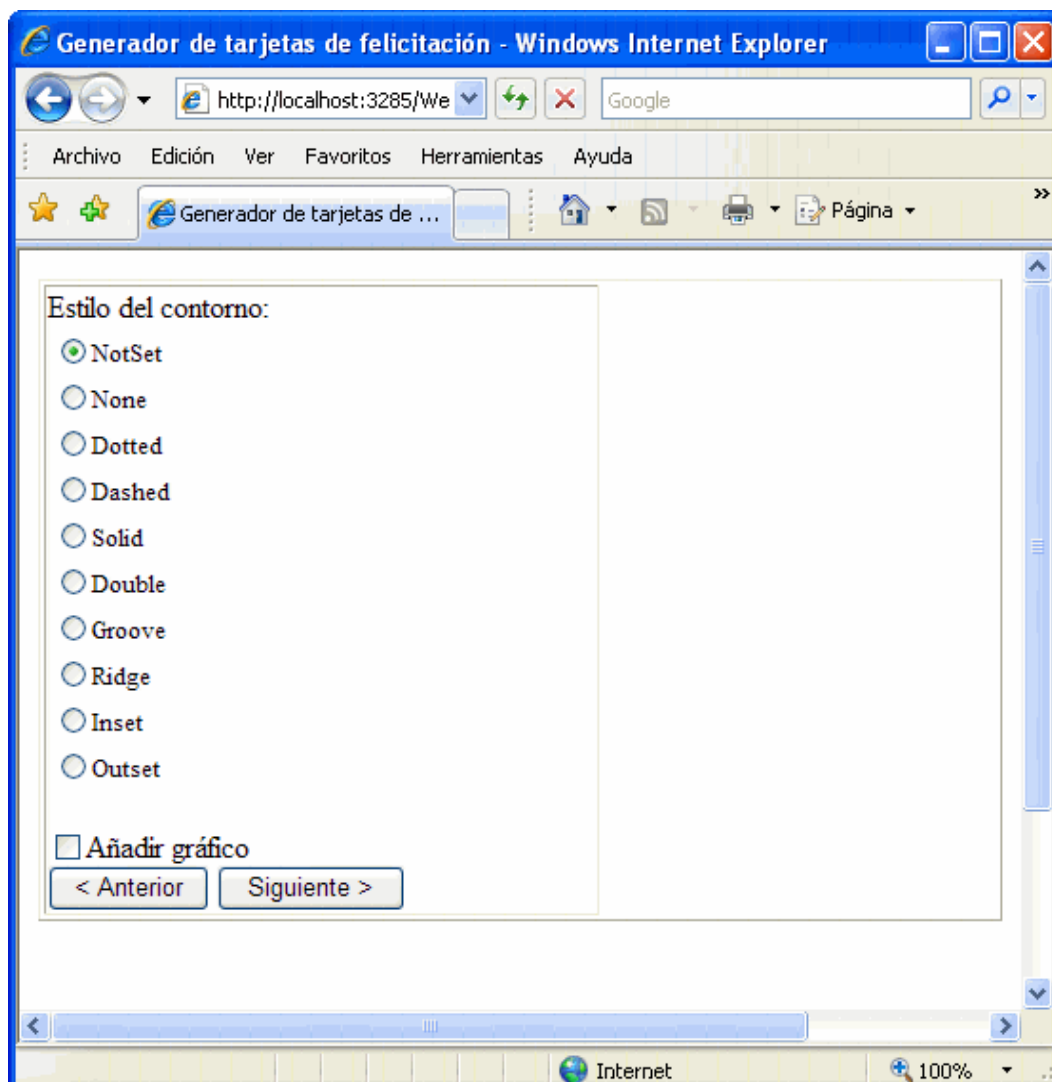 Generador de tarjetas de felicitación - Windows Internet Explorer
http://localhost:3285/We
Google
Archivo Edición Ver Favoritos Herramientas Ayuda
Generador de tarjetas de ...
Página
Estilo del contorno:
NotSet
None
Dotted
Dashed
Solid
Double
Groove
Ridge
Inset
Outset
Añadir gráfico
< Anterior Siguiente >
Internet 100%